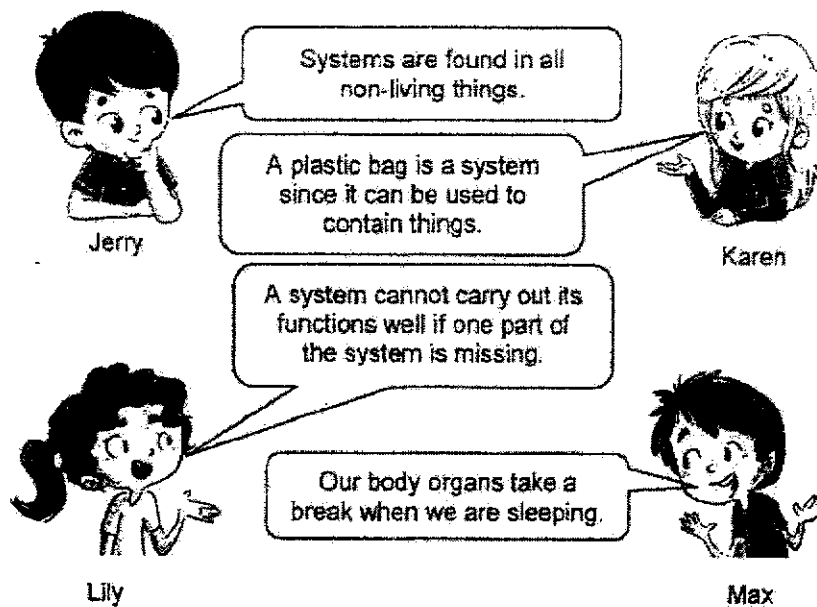 Systems are found in all
non-living things.
Jerry
A plastic bag is a system
since it can be used to
contain things.
Karen
A system cannot carry out its
functions well if one part of
the system is missing.
Lily
Our body organs take a
break when we are sleeping.
Max